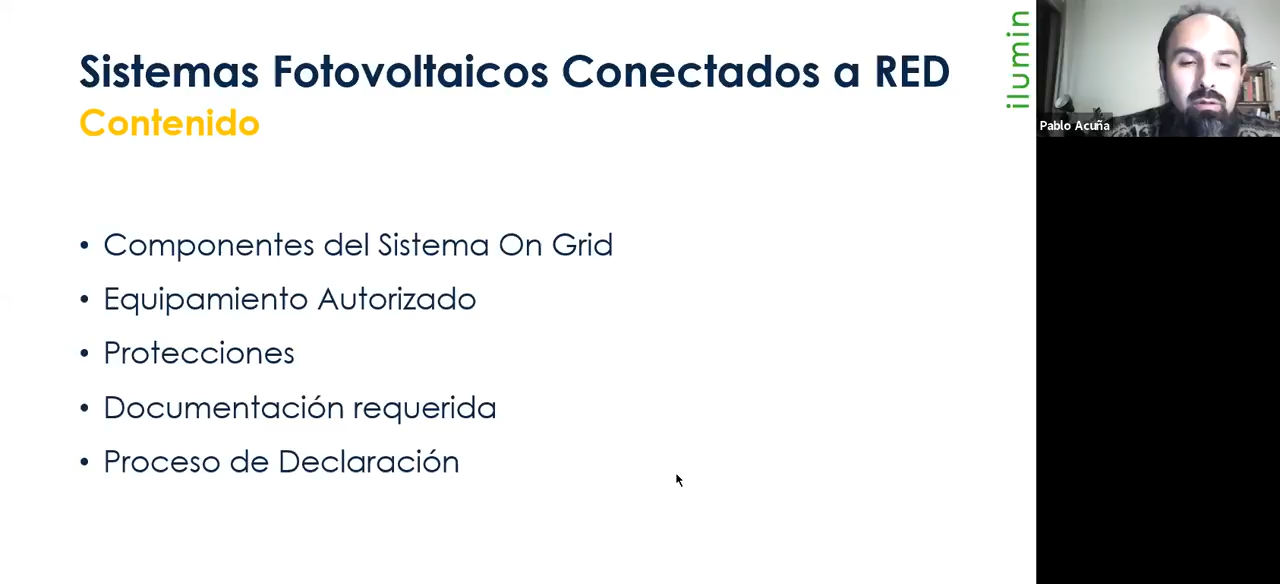 Sistemas Fotovoltaicos Conectados a RED
Contenido
• Componentes del Sistema On Grid
• Equipamiento Autorizado
• Protecciones
• Documentación requerida
• Proceso de Declaración
ilumin
Pablo Acuña